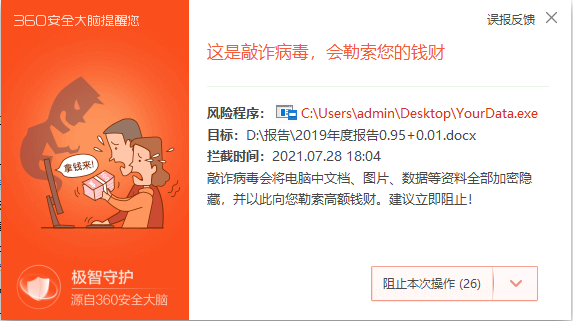 360安全大脑提醒您
误报反馈
这是敲诈病毒，会勒索您的钱财
风险程序： C:\Users\admin\Desktop\YourData.exe
目标： D:\报告\2019年度报告0.95+0.01.docx
拦截时间： 2021.07.28 18:04
敲诈病毒会将电脑中文档、图片、数据等资料全部加密隐
藏，并以此向您勒索高额钱财。建议立即阻止！
拿钱来!
极智守护
源自360安全大脑
阻止本次操作 (26)